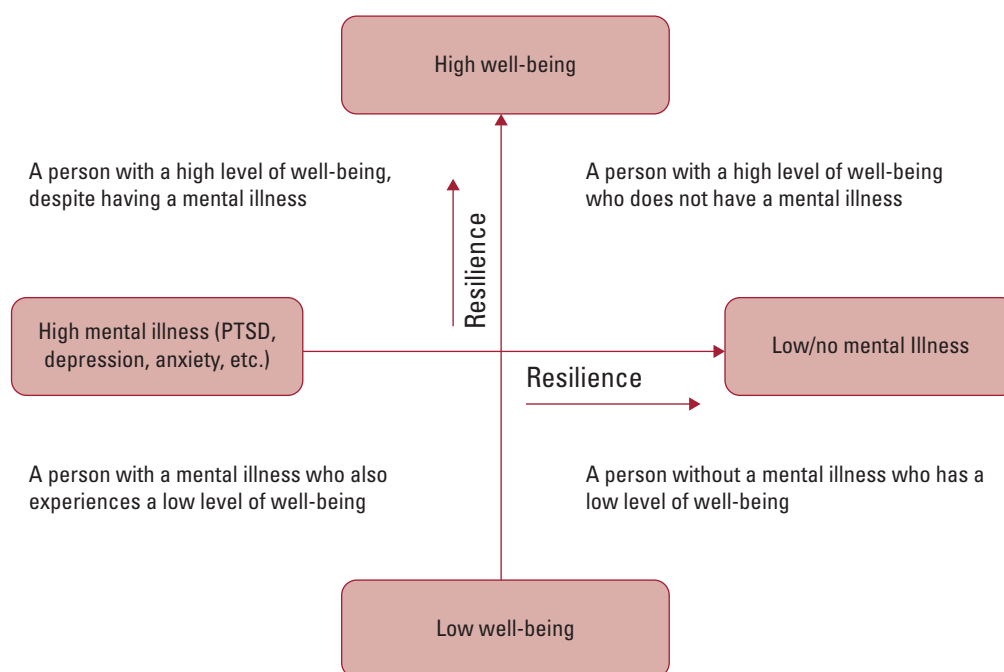 High well-being
A person with a high level of well-being,
despite having a mental illness
A person with a high level of well-being
who does not have a mental illness
Resilience
High mental illness (PTSD,
depression, anxiety, etc.)
Low/no mental Illness
Resilience
A person with a mental illness who also
experiences a low level of well-being
A person without a mental illness who has a
low level of well-being
Low well-being